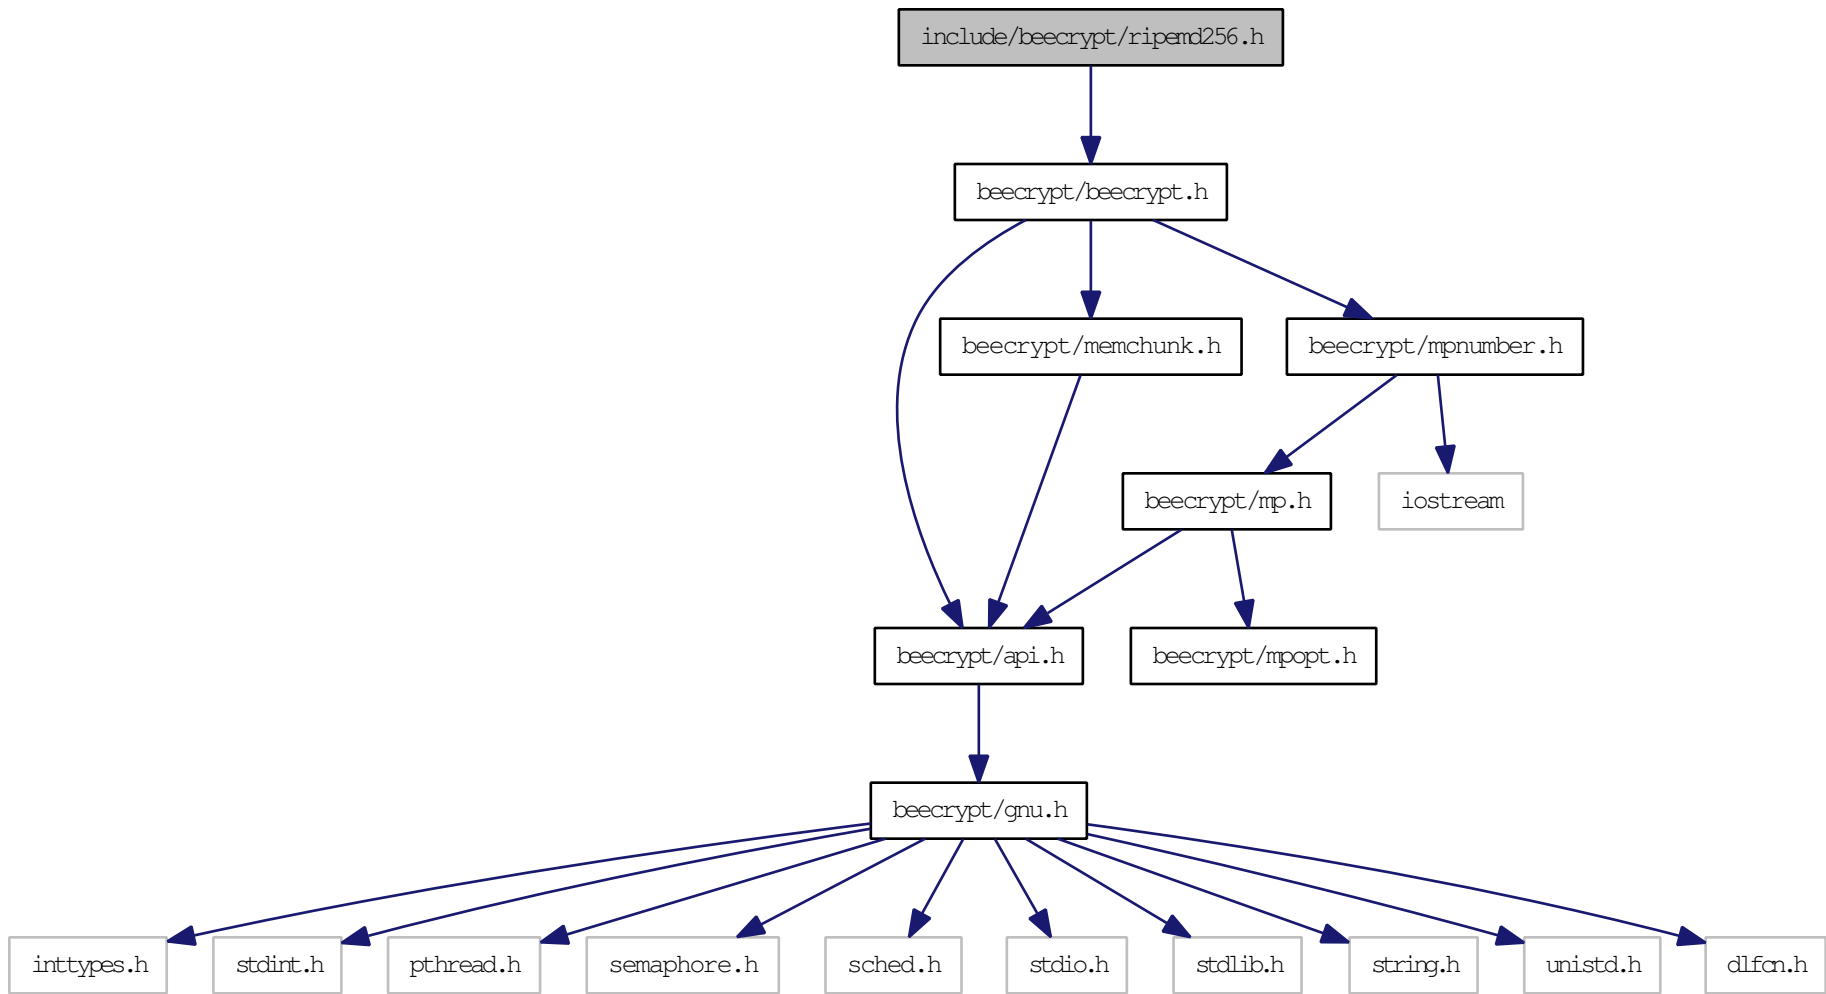 include/beecrypt/ripemd256.h
beecrypt/beecrypt.h
beecrypt/memchunk.h
beecrypt/mpnumber.h
beecrypt/mp.h
iostream
beecrypt/api.h
beecrypt/mpopt.h
beecrypt/gnu.h
inttypes.h
stdint.h
pthread.h
semaphore.h
sched.h
stdio.h
stdlib.h
string.h
unistd.h
dlfcn.h